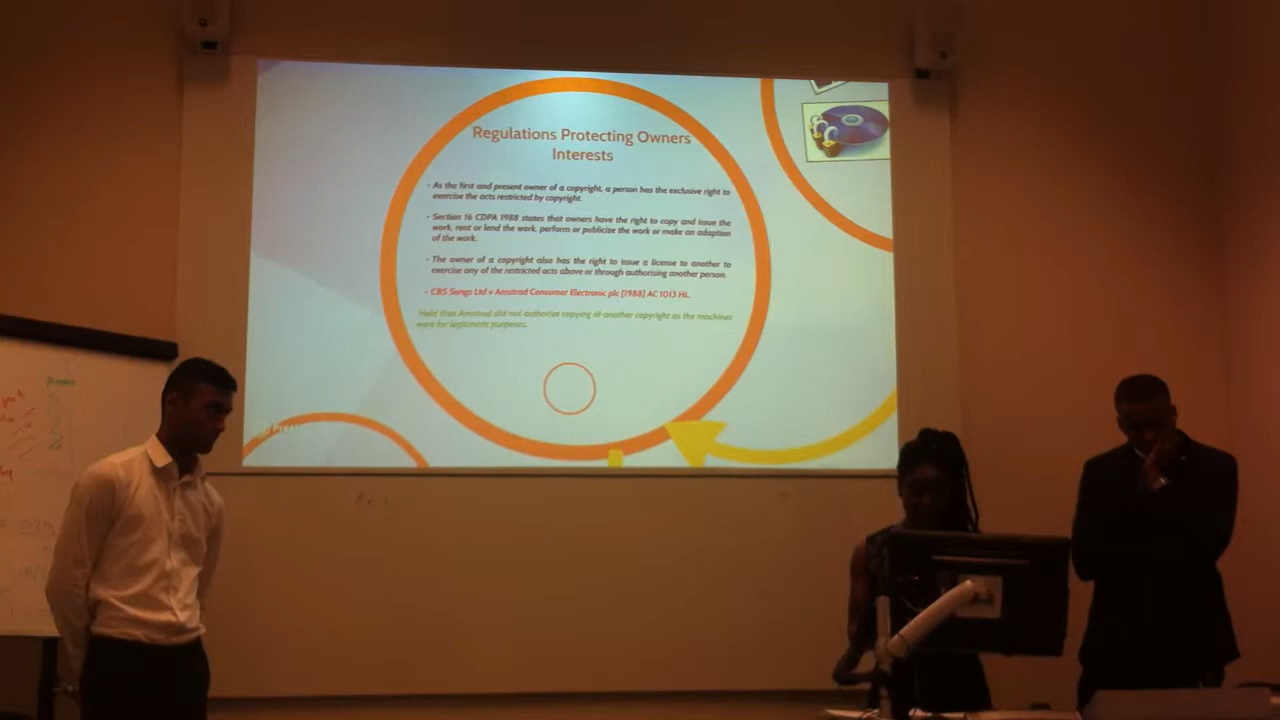 Regulations Protecting Owners
Interests
- As the first and present owner of a copyright, a person has the exclusive right to
exercise the acts restricted by copyright.
- Section 16 CDPA 1988 states that owners have the right to copy and issue the
work, rent or lend the work, perform or publicize the work or make an adaption
of the work.
- The owner of a copyright also has the right to issue a license to another to
exercise any of the restricted acts above or through authorising another person.
- CBS Songs Ltd v Amstrad Consumer Electronic plc [1988] AC 1013 HL.
Held that Amstrad did not authorize copying of another copyright as the machines
were for legitimate purposes.